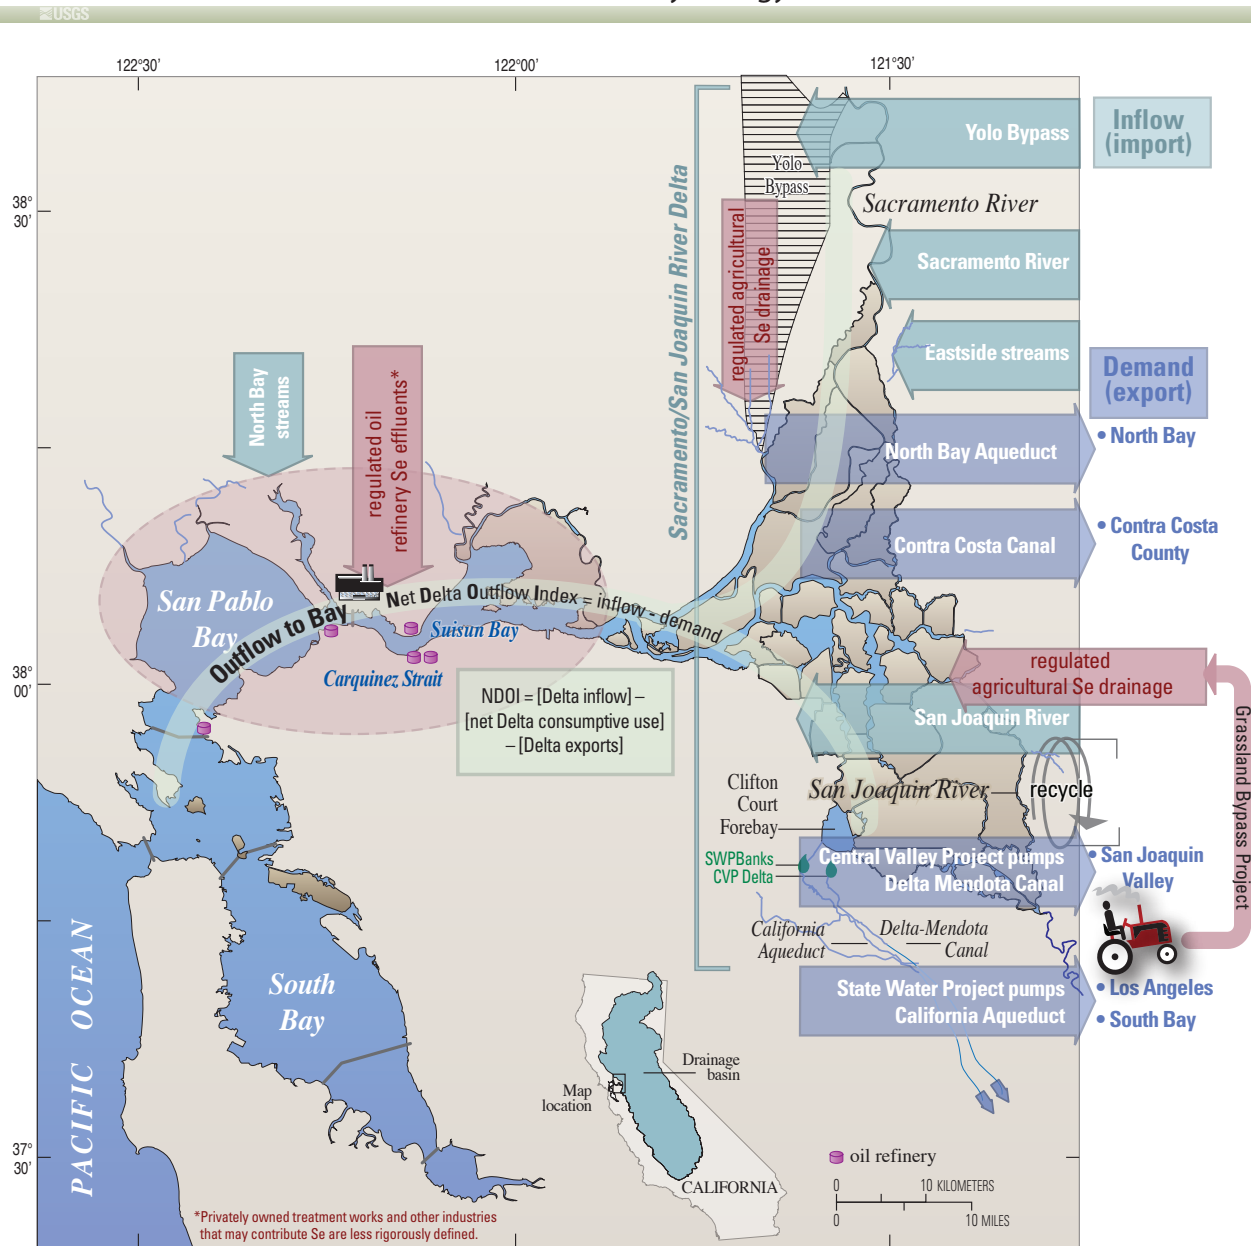 USGS
122°30'
122°00'
121°30'
Yolo Bypass
Inflow
(import)
Yolo
Bypass
38°
30'
Sacramento River
Sacramento/San Joaquin River Delta
regulated agricultural
Se drainage
Sacramento River
Eastside streams
North Bay
streams
regulated oil
refinery Se effluents*
Demand
(export)
• North Bay
North Bay Aqueduct
• Contra Costa
County
Contra Costa Canal
San Pablo
Bay
Outflow to Bay
Net Delta Outflow Index = inflow - demand
Suisun Bay
Carquinez Strait
38°
00'
regulated
agricultural Se drainage
NDOI = [Delta inflow] –
[net Delta consumptive use]
– [Delta exports]
San Joaquin River
Grassland Bypass Project
Clifton
Court
Forebay
San Joaquin River
recycle
SWPBanks
CVP Delta
Central Valley Project pumps
Delta Mendota Canal
• San Joaquin
Valley
California
Aqueduct
Delta-Mendota
Canal
PACIFIC OCEAN
South
Bay
State Water Project pumps
California Aqueduct
• Los Angeles
• South Bay
Drainage
basin
Map
location
CALIFORNIA
37°
30'
oil refinery
0 10 KILOMETERS
0 10 MILES
*Privately owned treatment works and other industries
that may contribute Se are less rigorously defined.